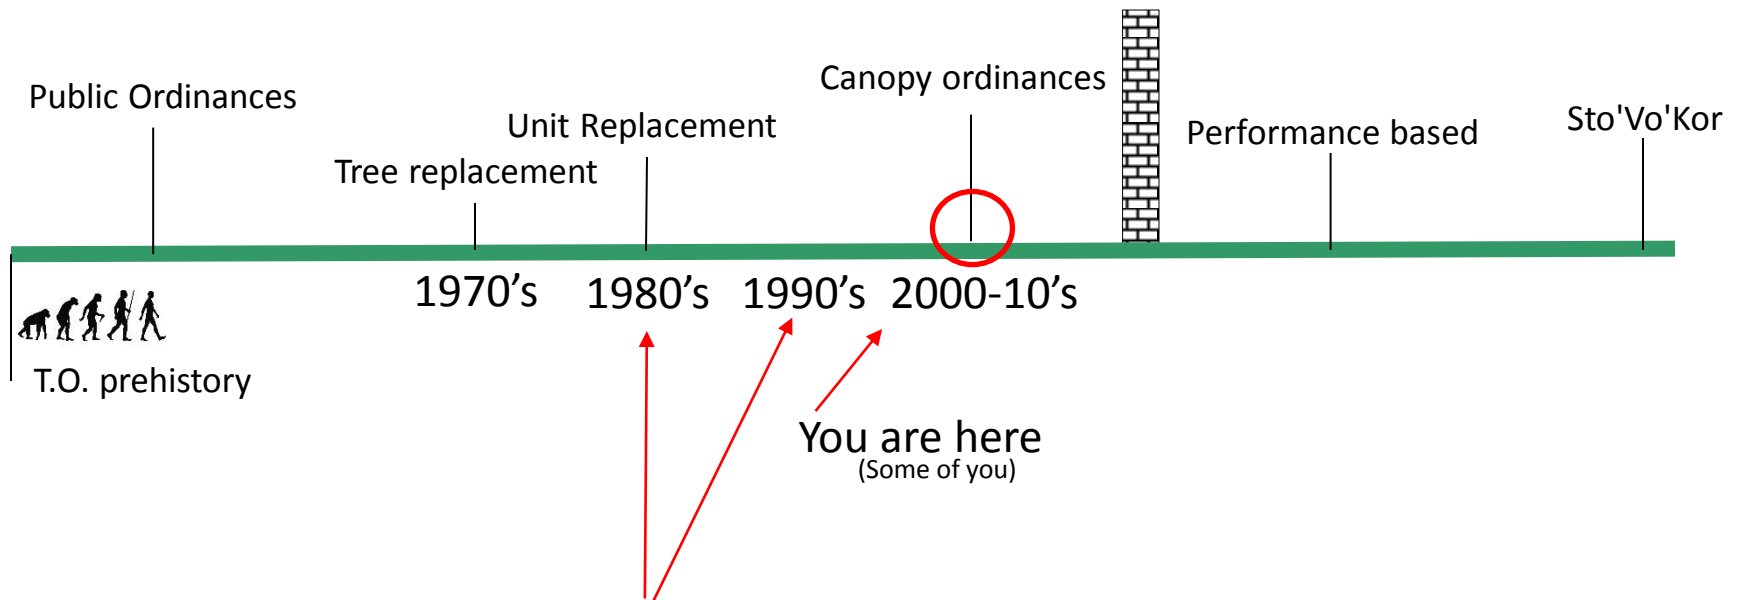 Public Ordinances
Tree replacement
Unit Replacement
Canopy ordinances
Performance based
Sto'Vo'Kor
1970’s
1980’s
1990’s
2000-10’s
T.O. prehistory
You are here
(Some of you)